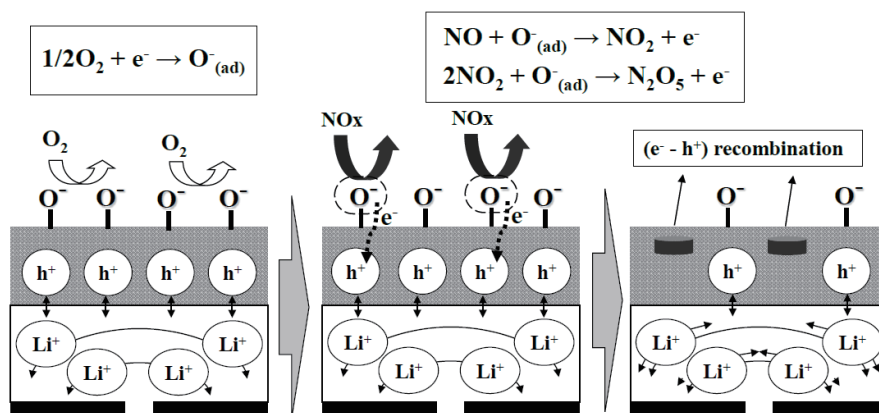 1/2O₂ + e⁻ → O⁻(ad)
NO + O⁻(ad) → NO₂ + e⁻
2NO₂ + O⁻(ad) → N₂O₅ + e⁻
O₂ O₂
O⁻ O⁻ O⁻ O⁻
h⁺ h⁺ h⁺ h⁺
Li⁺ Li⁺
Li⁺ Li⁺
NOx NOx
O⁻ O⁻ O⁻ O⁻
e⁻ e⁻
h⁺ h⁺ h⁺ h⁺
Li⁺ Li⁺
Li⁺ Li⁺
(e⁻ - h⁺) recombination
O⁻ O⁻
h⁺ h⁺
Li⁺ Li⁺
Li⁺ Li⁺